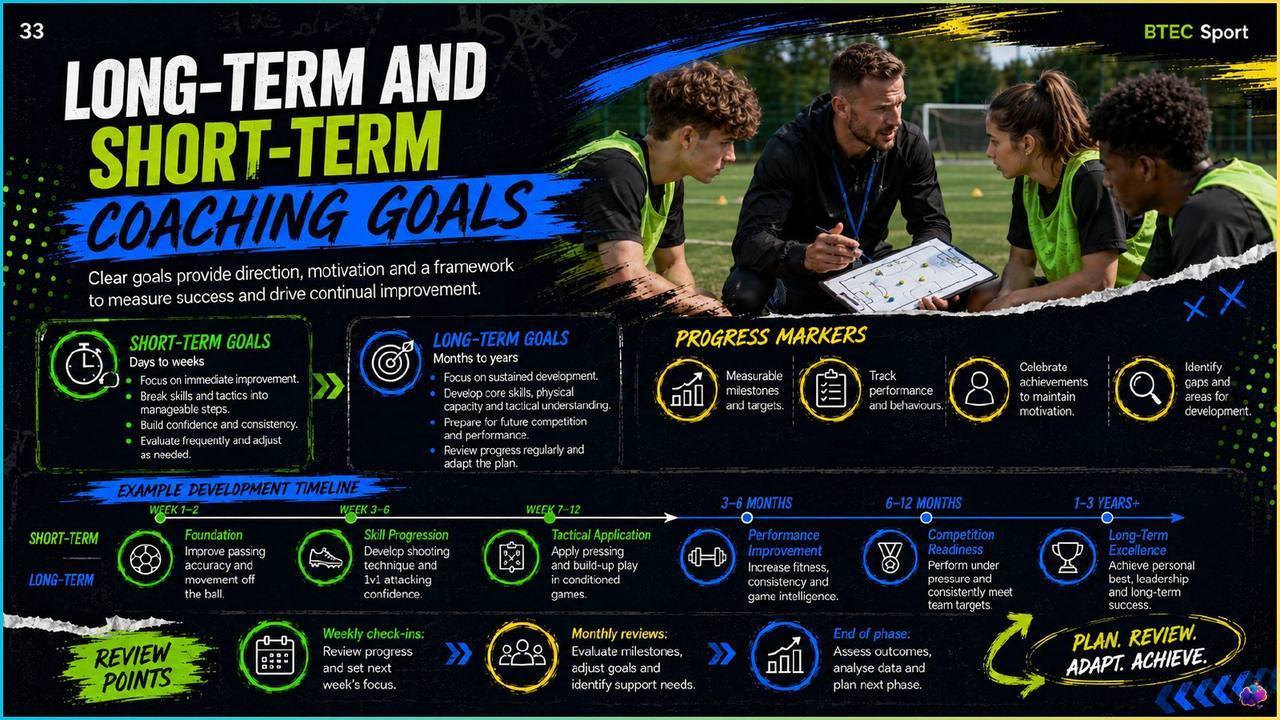 33
BTEC Sport
LONG-TERM AND
SHORT-TERM
COACHING GOALS
Clear goals provide direction, motivation and a framework
to measure success and drive continual improvement.
SHORT-TERM GOALS
Days to weeks
• Focus on immediate improvement.
• Break skills and tactics into
manageable steps.
• Build confidence and consistency.
• Evaluate frequently and adjust
as needed.
LONG-TERM GOALS
Months to years
• Focus on sustained development.
• Develop core skills, physical
capacity and tactical understanding.
• Prepare for future competition
and performance.
• Review progress regularly and
adapt the plan.
PROGRESS MARKERS
Measurable
milestones
and targets.
Track
performance
and behaviours.
Celebrate
achievements
to maintain
motivation.
Identify
gaps and
areas for
development.
EXAMPLE DEVELOPMENT TIMELINE
SHORT-TERM
LONG-TERM
WEEK 1–2
Foundation
Improve passing
accuracy and
movement off
the ball.
WEEK 3–6
Skill Progression
Develop shooting
technique and
1v1 attacking
confidence.
WEEK 7–12
Tactical Application
Apply pressing
and build-up play
in conditioned
games.
3–6 MONTHS
Performance
Improvement
Increase fitness,
consistency and
game intelligence.
6–12 MONTHS
Competition
Readiness
Perform under
pressure and
consistently meet
team targets.
1–3 YEARS+
Long-Term
Excellence
Achieve personal
best, leadership
and long-term
success.
REVIEW
POINTS
Weekly check-ins:
Review progress
and set next
week's focus.
Monthly reviews:
Evaluate milestones,
adjust goals and
identify support needs.
End of phase:
Assess outcomes,
analyse data and
plan next phase.
PLAN. REVIEW.
ADAPT. ACHIEVE.